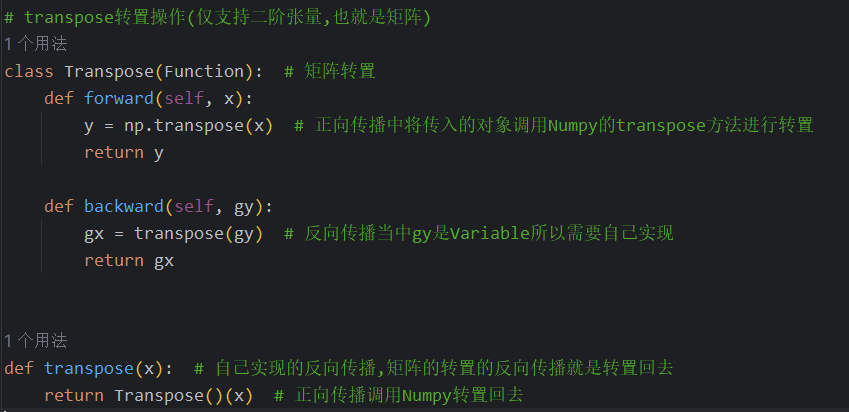 # transpose转置操作(仅支持二阶张量,也就是矩阵)
1 个用法
class Transpose(Function):  # 矩阵转置
    def forward(self, x):
        y = np.transpose(x)  # 正向传播中将传入的对象调用Numpy的transpose方法进行转置
        return y
    def backward(self, gy):
        gx = transpose(gy)  # 反向传播当中gy是Variable所以需要自己实现
        return gx
1 个用法
def transpose(x):  # 自己实现的反向传播,矩阵的转置的反向传播就是转置回去
    return Transpose()(x)  # 正向传播调用Numpy转置回去